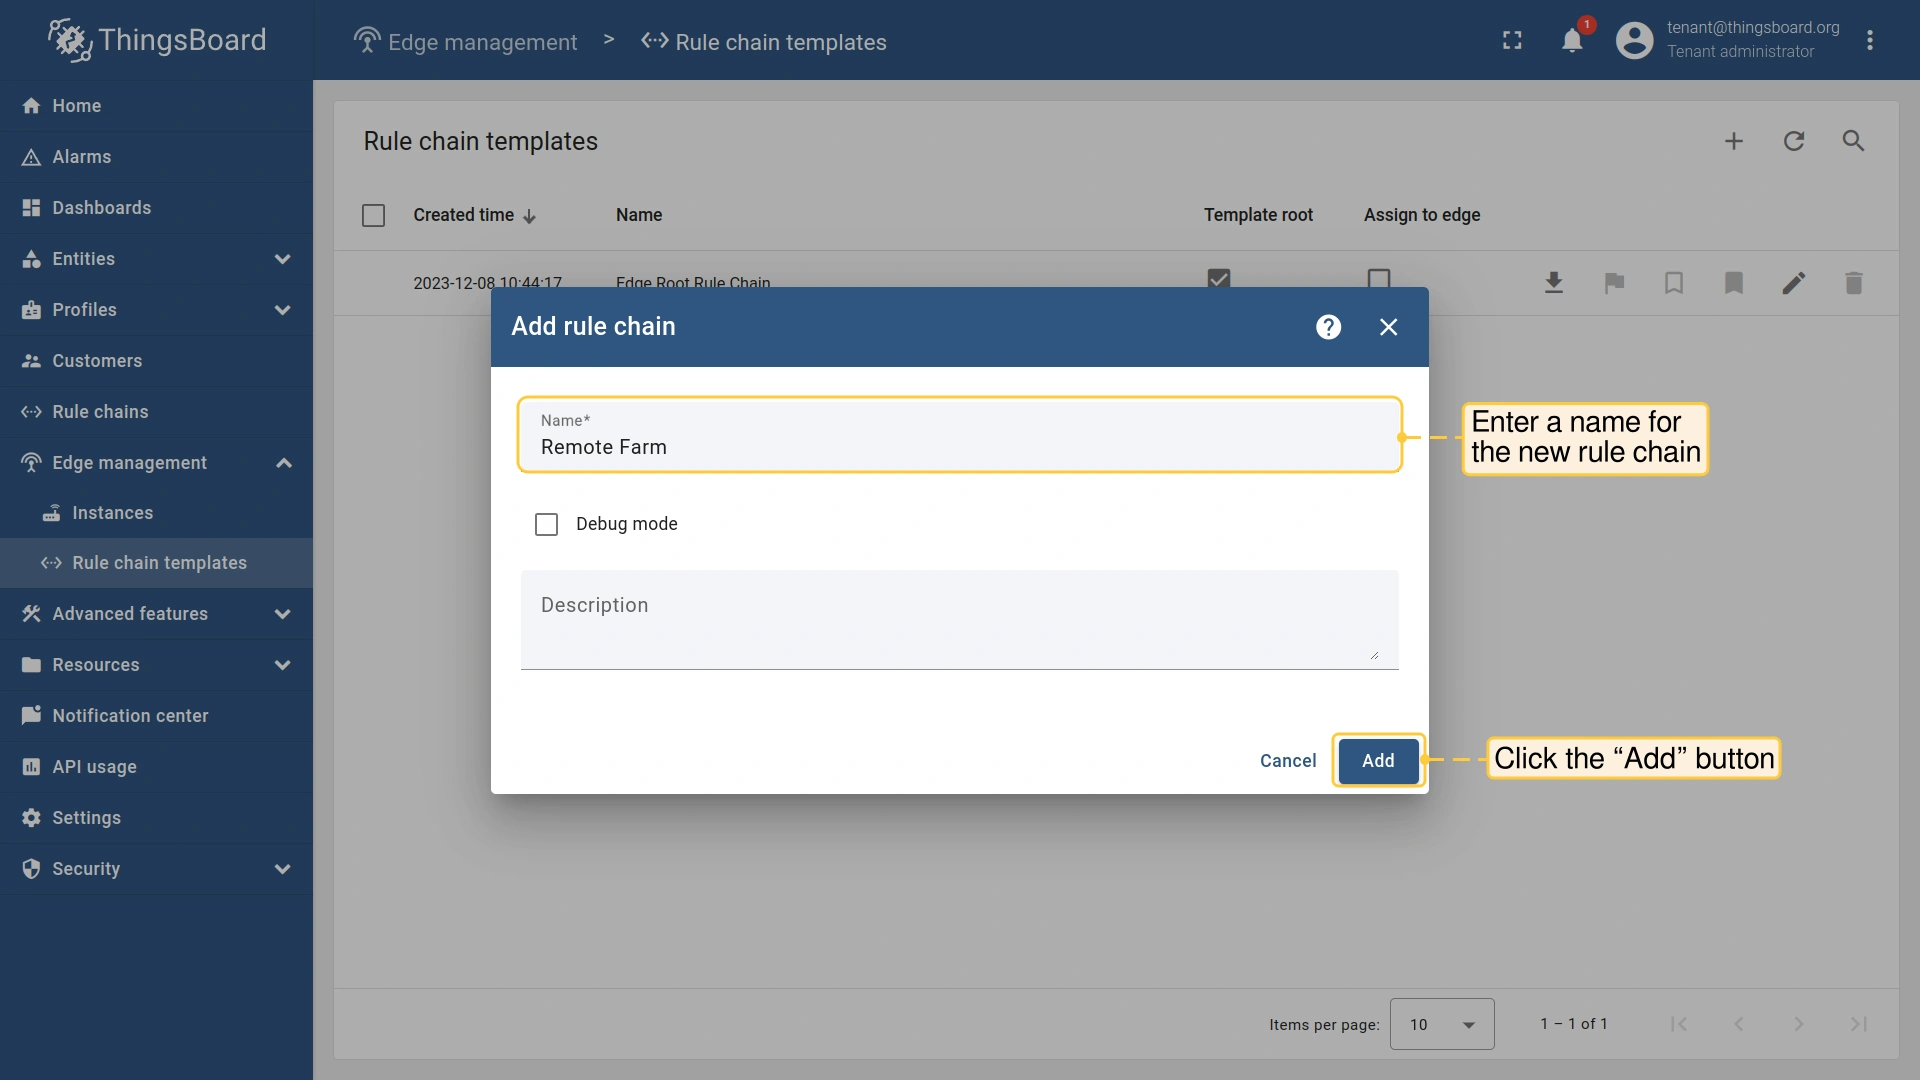 ThingsBoard
Edge management > Rule chain templates
1
tenant@thingsboard.org
Tenant administrator
Home
Alarms
Dashboards
Entities
Profiles
Customers
Rule chains
Edge management
Instances
Rule chain templates
Advanced features
Resources
Notification center
API usage
Settings
Security
Rule chain templates
Created time Name Template root Assign to edge
2023-12-08 10:44:17 Edge Root Rule Chain
Add rule chain
Name*
Remote Farm
Debug mode
Description
Cancel Add
Enter a name for
the new rule chain
Click the “Add” button
Items per page: 10 1 – 1 of 1